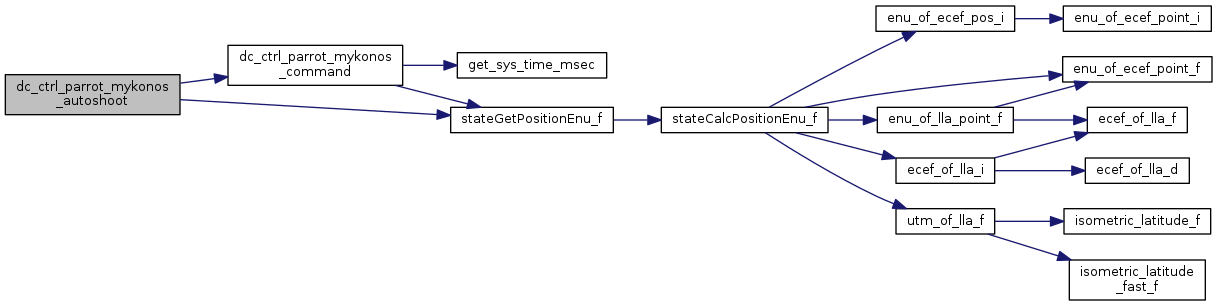 dc_ctrl_parrot_mykonos
_autoshoot
dc_ctrl_parrot_mykonos
_command
get_sys_time_msec
stateGetPositionEnu_f
stateCalcPositionEnu_f
enu_of_ecef_pos_i
enu_of_ecef_point_i
enu_of_ecef_point_f
enu_of_lla_point_f
ecef_of_lla_f
ecef_of_lla_i
ecef_of_lla_d
utm_of_lla_f
isometric_latitude_f
isometric_latitude
_fast_f